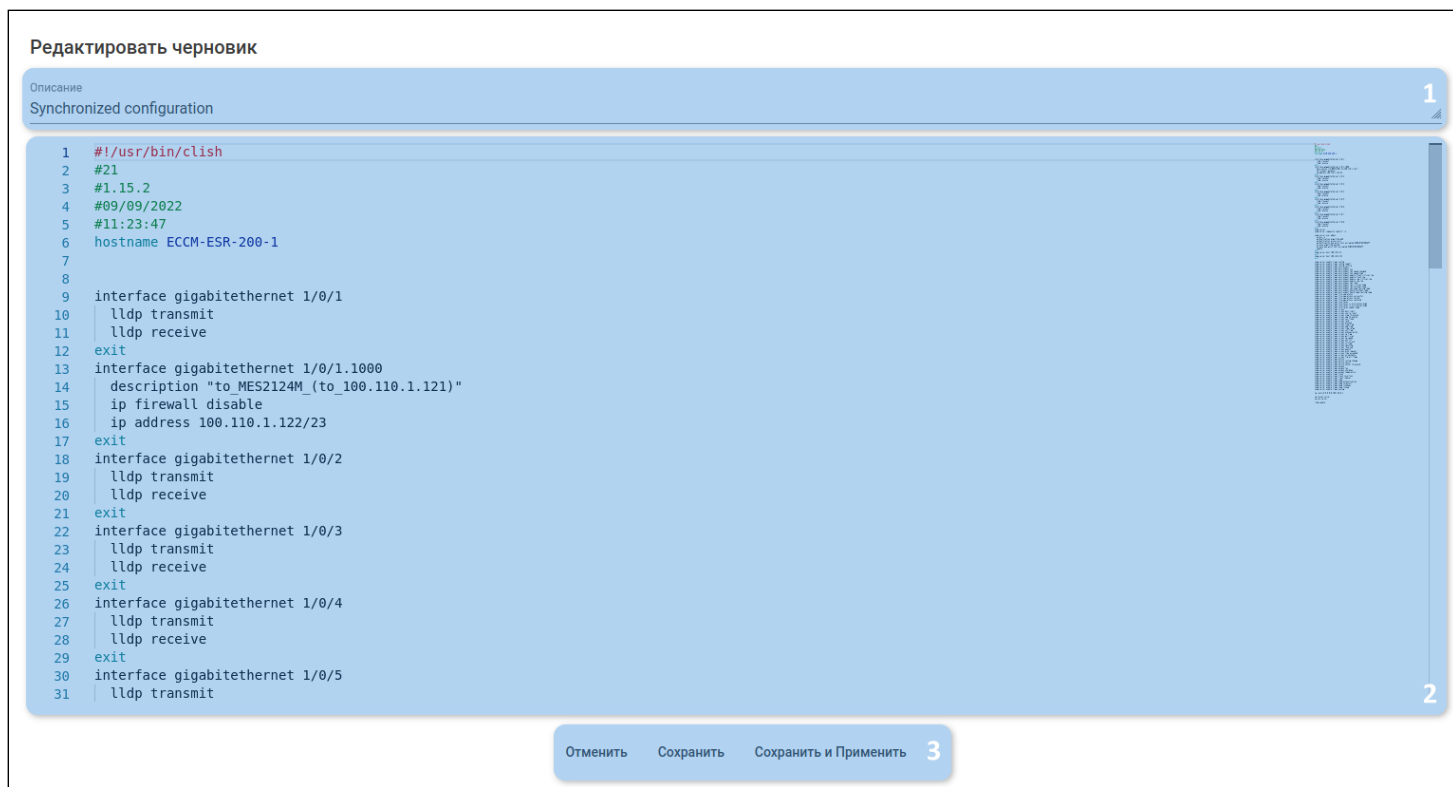 Редактировать черновик
Описание
Synchronized configuration
1
1 #!/usr/bin/clish
2 #21
3 #1.15.2
4 #09/09/2022
5 #11:23:47
6 hostname ECCM-ESR-200-1
7
8
9 interface gigabitethernet 1/0/1
10   lldp transmit
11   lldp receive
12 exit
13 interface gigabitethernet 1/0/1.1000
14   description "to_MES2124M_(to_100.110.1.121)"
15   ip firewall disable
16   ip address 100.110.1.122/23
17 exit
18 interface gigabitethernet 1/0/2
19   lldp transmit
20   lldp receive
21 exit
22 interface gigabitethernet 1/0/3
23   lldp transmit
24   lldp receive
25 exit
26 interface gigabitethernet 1/0/4
27   lldp transmit
28   lldp receive
29 exit
30 interface gigabitethernet 1/0/5
31   lldp transmit
2
Отменить Сохранить Сохранить и Применить 3